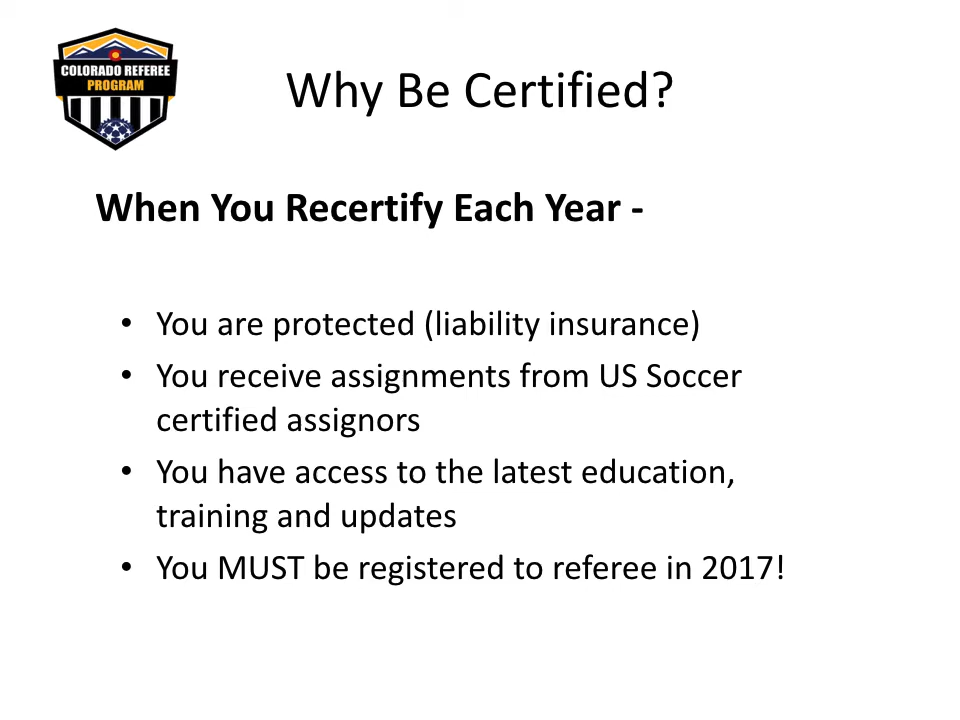 COLORADO REFEREE
PROGRAM
Why Be Certified?
When You Recertify Each Year -
• You are protected (liability insurance)
• You receive assignments from US Soccer
certified assignors
• You have access to the latest education,
training and updates
• You MUST be registered to referee in 2017!